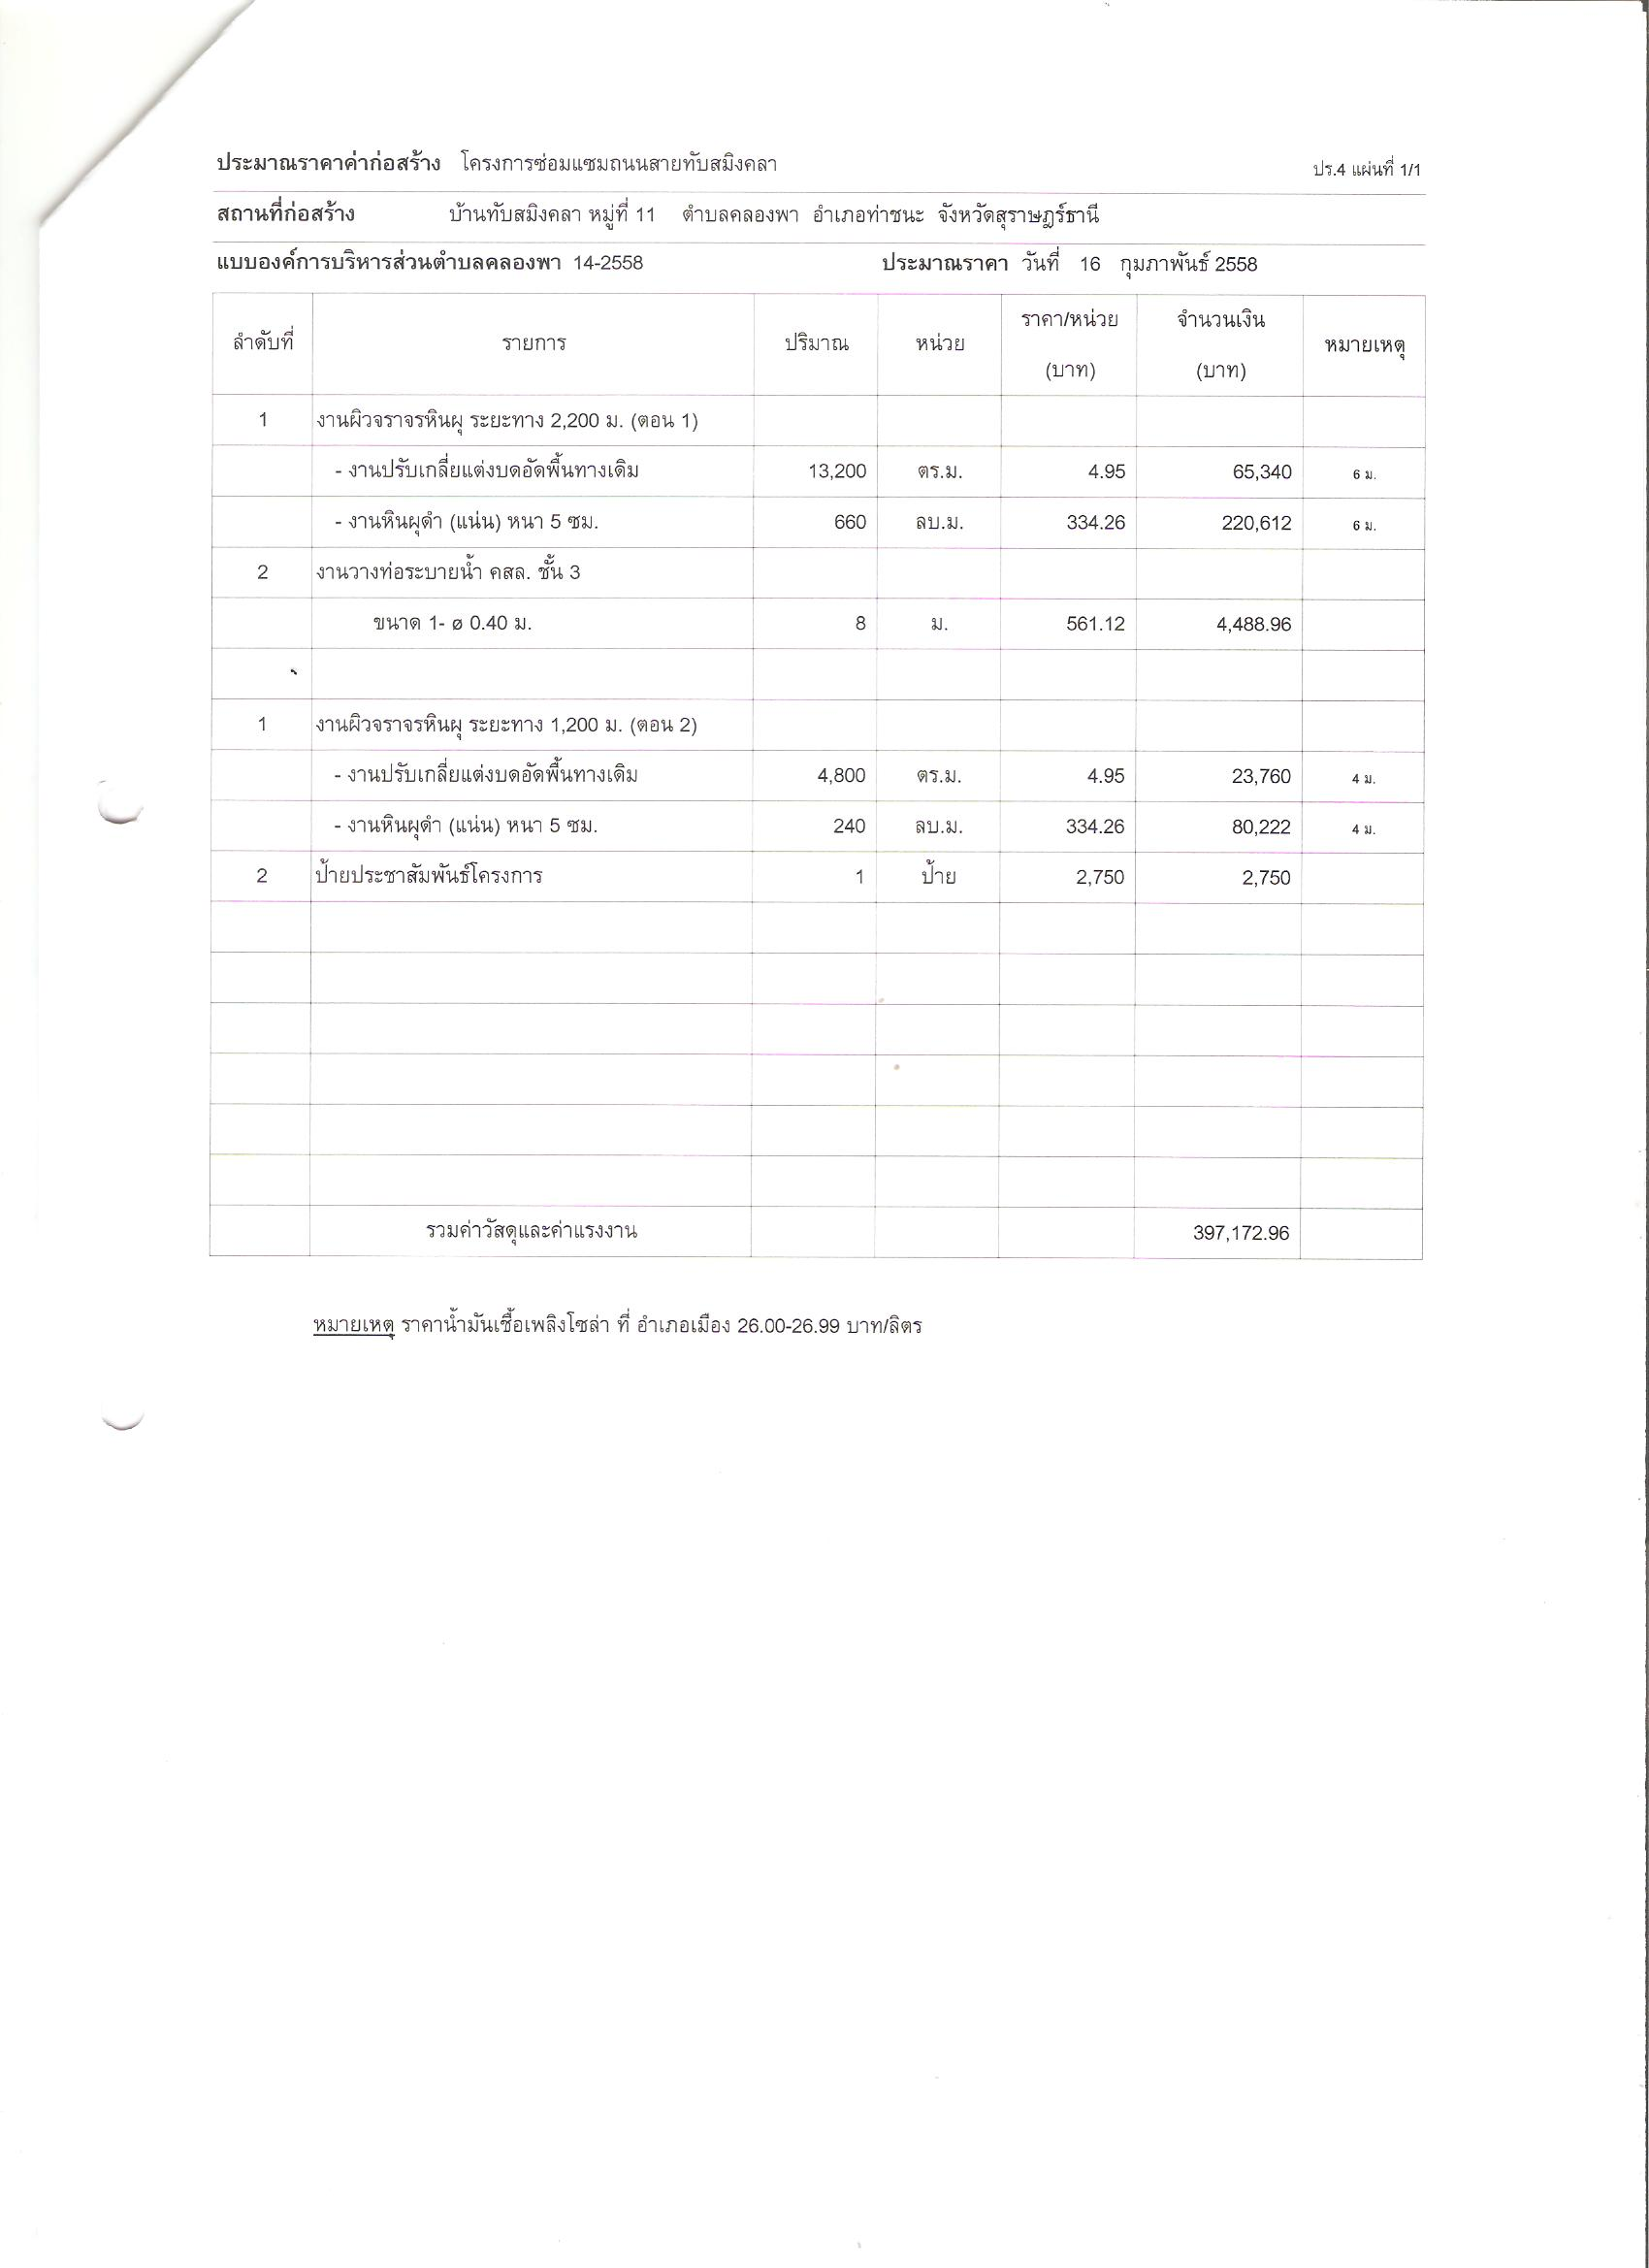 ประมาณราคาค่าก่อสร้าง โครงการซ่อมแซมถนนสายทับสมิงคลา ปร.4 แผ่นที่ 1/1
สถานที่ก่อสร้าง บ้านทับสมิงคลา หมู่ที่ 11 ตำบลคลองพา อำเภอท่าชนะ จังหวัดสุราษฎร์ธานี
แบบองค์การบริหารส่วนตำบลคลองพา 14-2558 ประมาณราคา วันที่ 16 กุมภาพันธ์ 2558
ลำดับที่ รายการ ปริมาณ หน่วย ราคา/หน่วย (บาท) จำนวนเงิน (บาท) หมายเหตุ
1 งานผิวจราจรหินผุ ระยะทาง 2,200 ม. (ตอน 1)
- งานปรับเกลี่ยแต่งบดอัดพื้นทางเดิม 13,200 ตร.ม. 4.95 65,340 6 ม.
- งานหินผุดำ (แน่น) หนา 5 ซม. 660 ลบ.ม. 334.26 220,612 6 ม.
2 งานวางท่อระบายน้ำ คสล. ชั้น 3
ขนาด 1- ø 0.40 ม. 8 ม. 561.12 4,488.96
1 งานผิวจราจรหินผุ ระยะทาง 1,200 ม. (ตอน 2)
- งานปรับเกลี่ยแต่งบดอัดพื้นทางเดิม 4,800 ตร.ม. 4.95 23,760 4 ม.
- งานหินผุดำ (แน่น) หนา 5 ซม. 240 ลบ.ม. 334.26 80,222 4 ม.
2 ป้ายประชาสัมพันธ์โครงการ 1 ป้าย 2,750 2,750
รวมค่าวัสดุและค่าแรงงาน 397,172.96
หมายเหตุ ราคาน้ำมันเชื้อเพลิงโซล่า ที่ อำเภอเมือง 26.00-26.99 บาท/ลิตร